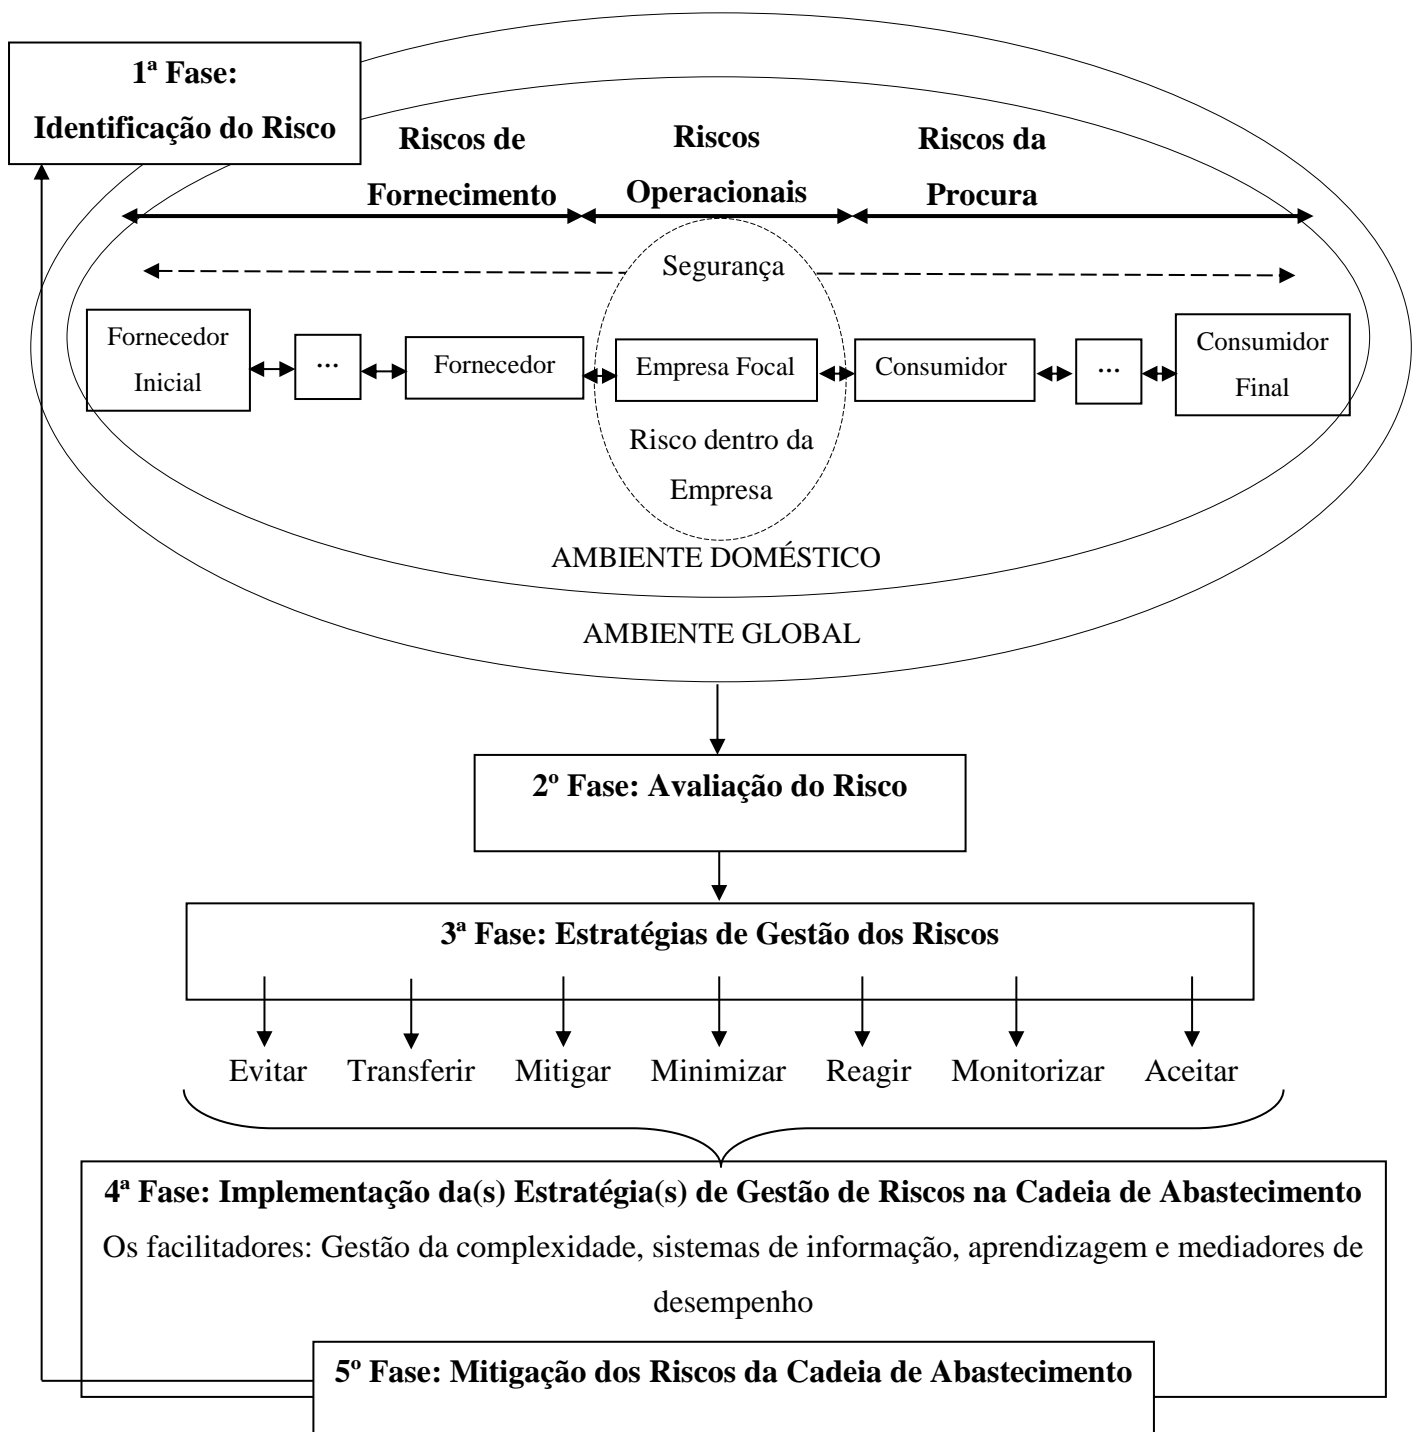 1ª Fase:
Identificação do Risco
Riscos de
Fornecimento
Riscos
Operacionais
Riscos da
Procura
Segurança
Fornecedor
Inicial
...
Fornecedor
Empresa Focal
Consumidor
...
Consumidor
Final
Risco dentro da
Empresa
AMBIENTE DOMÉSTICO
AMBIENTE GLOBAL
2º Fase: Avaliação do Risco
3ª Fase: Estratégias de Gestão dos Riscos
Evitar Transferir Mitigar Minimizar Reagir Monitorizar Aceitar
4ª Fase: Implementação da(s) Estratégia(s) de Gestão de Riscos na Cadeia de Abastecimento
Os facilitadores: Gestão da complexidade, sistemas de informação, aprendizagem e mediadores de
desempenho
5º Fase: Mitigação dos Riscos da Cadeia de Abastecimento